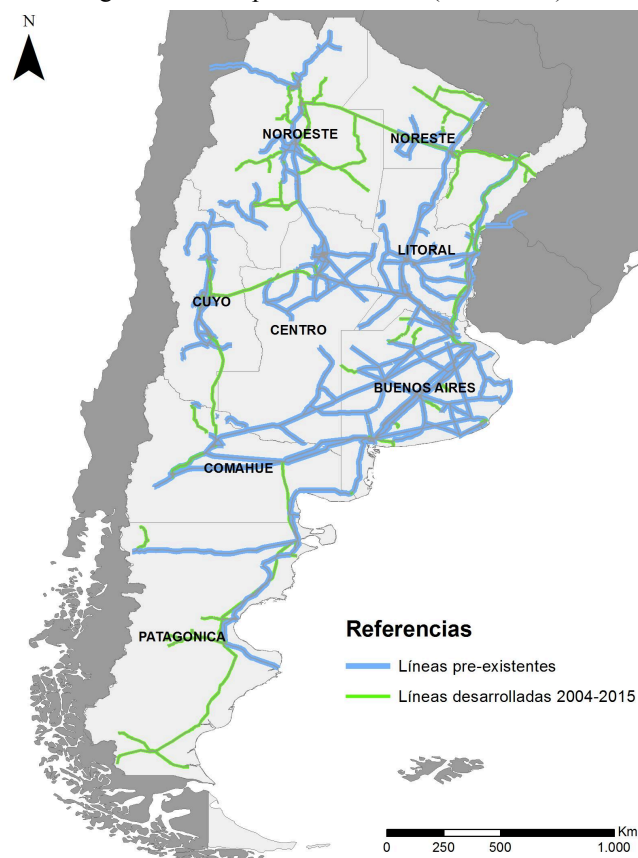 N
NOROESTE
NORESTE
LITORAL
CUYO
CENTRO
BUENOS AIRES
COMAHUE
PATAGONICA
Referencias
Líneas pre-existentes
Líneas desarrolladas 2004-2015
Km
0 250 500 1.000